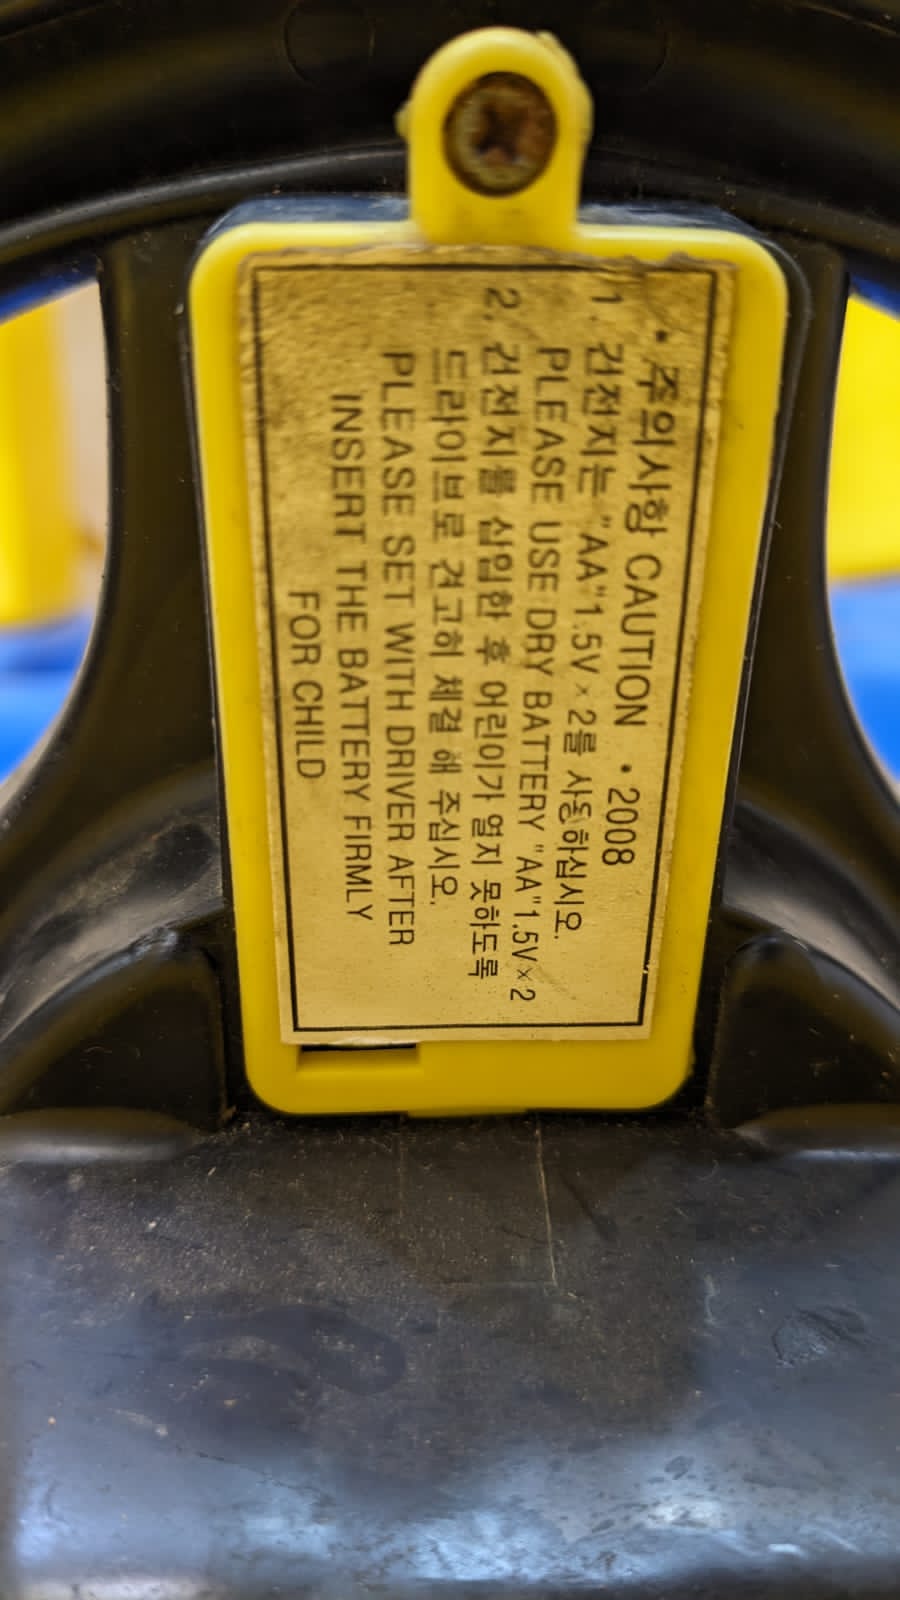 • 주의사항 CAUTION • 2008
1. 건전지는 "AA"1.5V×2를 사용하십시오.
PLEASE USE DRY BATTERY "AA"1.5V×2
2. 건전지를 삽입한 후 어린이가 열지 못하도록
드라이브로 견고히 체결 해 주십시오.
PLEASE SET WITH DRIVER AFTER
INSERT THE BATTERY FIRMLY
FOR CHILD